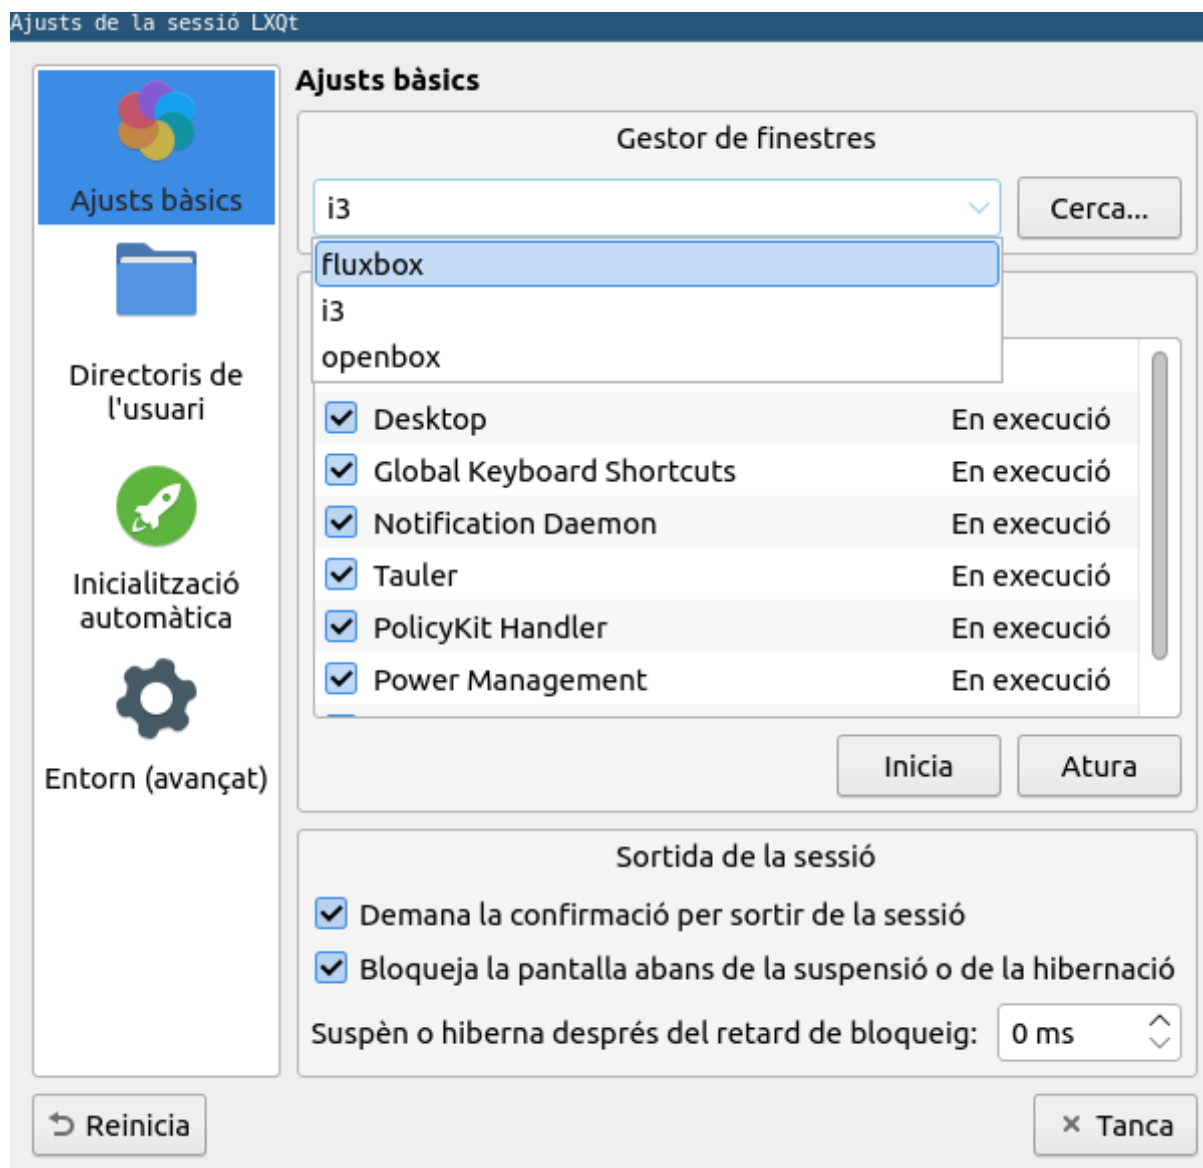 Ajusts de la sessió LXQt
Ajusts bàsics
Directoris de
l'usuari
Inicialització
automàtica
Entorn (avançat)
Ajusts bàsics
Gestor de finestres
i3
Cerca...
fluxbox
i3
openbox
Desktop En execució
Global Keyboard Shortcuts En execució
Notification Daemon En execució
Tauler En execució
PolicyKit Handler En execució
Power Management En execució
Inicia Atura
Sortida de la sessió
Demana la confirmació per sortir de la sessió
Bloqueja la pantalla abans de la suspensió o de la hibernació
Suspèn o hiberna després del retard de bloqueig: 0 ms
Reinicia
Tanca